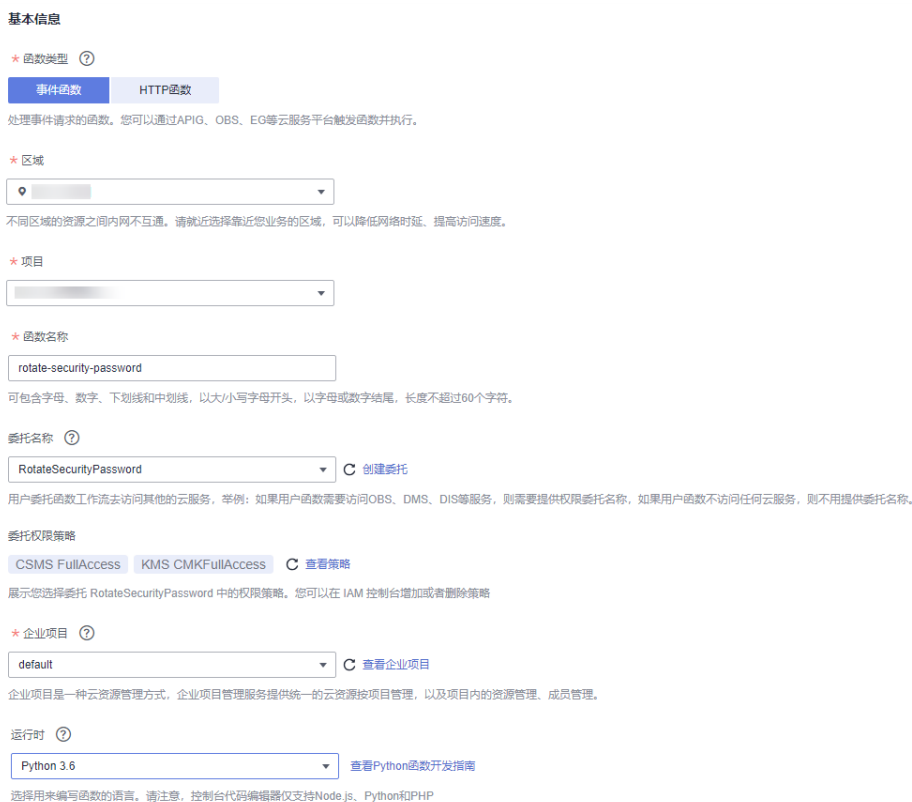 基本信息
* 函数类型 ?
事件函数 HTTP函数
处理事件请求的函数。您可以通过APIG、OBS、EG等云服务平台触发函数并执行。
* 区域
不同区域的资源之间内网不互通。请就近选择靠近您业务的区域，可以降低网络时延、提高访问速度。
* 项目
* 函数名称
rotate-security-password
可包含字母、数字、下划线和中划线，以大/小写字母开头，以字母或数字结尾，长度不超过60个字符。
委托名称 ?
RotateSecurityPassword 创建委托
用户委托函数工作流去访问其他的云服务，举例：如果用户函数需要访问OBS、DMS、DIS等服务，则需要提供权限委托名称，如果用户函数不访问任何云服务，则不用提供委托名称。
委托权限策略
CSMS FullAccess KMS CMKFullAccess 查看策略
展示您选择委托 RotateSecurityPassword 中的权限策略。您可以在 IAM 控制台增加或者删除策略
* 企业项目 ?
default 查看企业项目
企业项目是一种云资源管理方式，企业项目管理服务提供统一的云资源按项目管理，以及项目内的资源管理、成员管理。
运行时 ?
Python 3.6 查看Python函数开发指南
选择用来编写函数的语言。请注意，控制台代码编辑器仅支持Node.js、Python和PHP